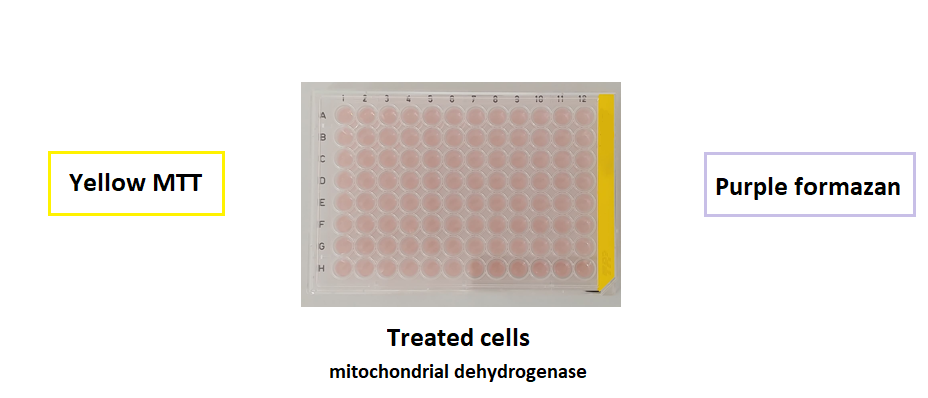 Yellow MTT
1 2 3 4 5 6 7 8 9 10 11 12
A
B
C
D
E
F
G
H
Purple formazan
Treated cells
mitochondrial dehydrogenase